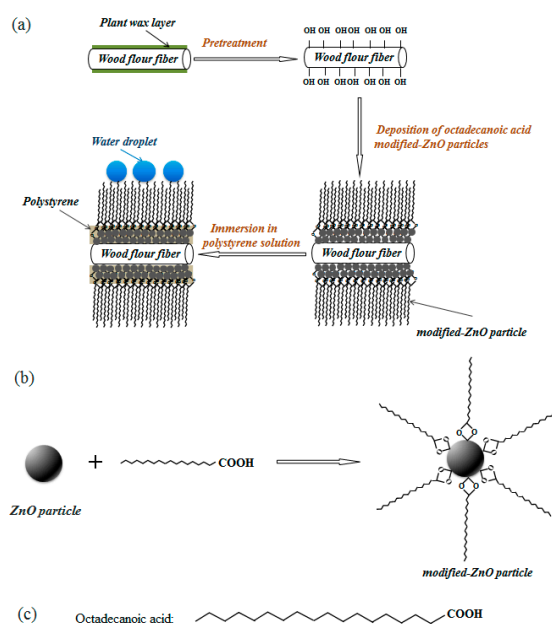 (a)
Plant wax layer
Wood flour fiber
Pretreatment
OH OH OH OH OH OH OH
Wood flour fiber
OH OH OH OH OH OH OH
Deposition of octadecanoic acid
modified-ZnO particles
Water droplet
Polystyrene
Wood flour fiber
Immersion in
polystyrene solution
Wood flour fiber
modified-ZnO particle
(b)
ZnO particle
+
COOH
O O
O O
O O
O O
O O
O O
modified-ZnO particle
(c)
Octadecanoic acid:
COOH